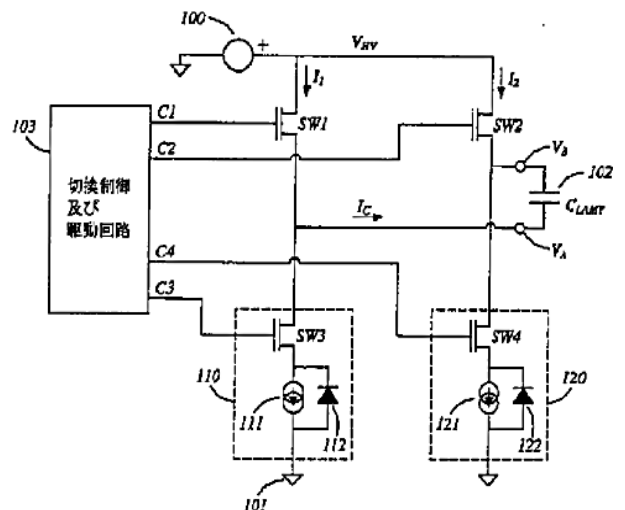 100
+
V_HV
I_1
I_2
103
C1
SW1
SW2
C2
V_B
102
切換制御
及び
駆動回路
I_C
C_LAMP
V_A
C4
C3
SW3
SW4
110
111
112
120
121
122
101